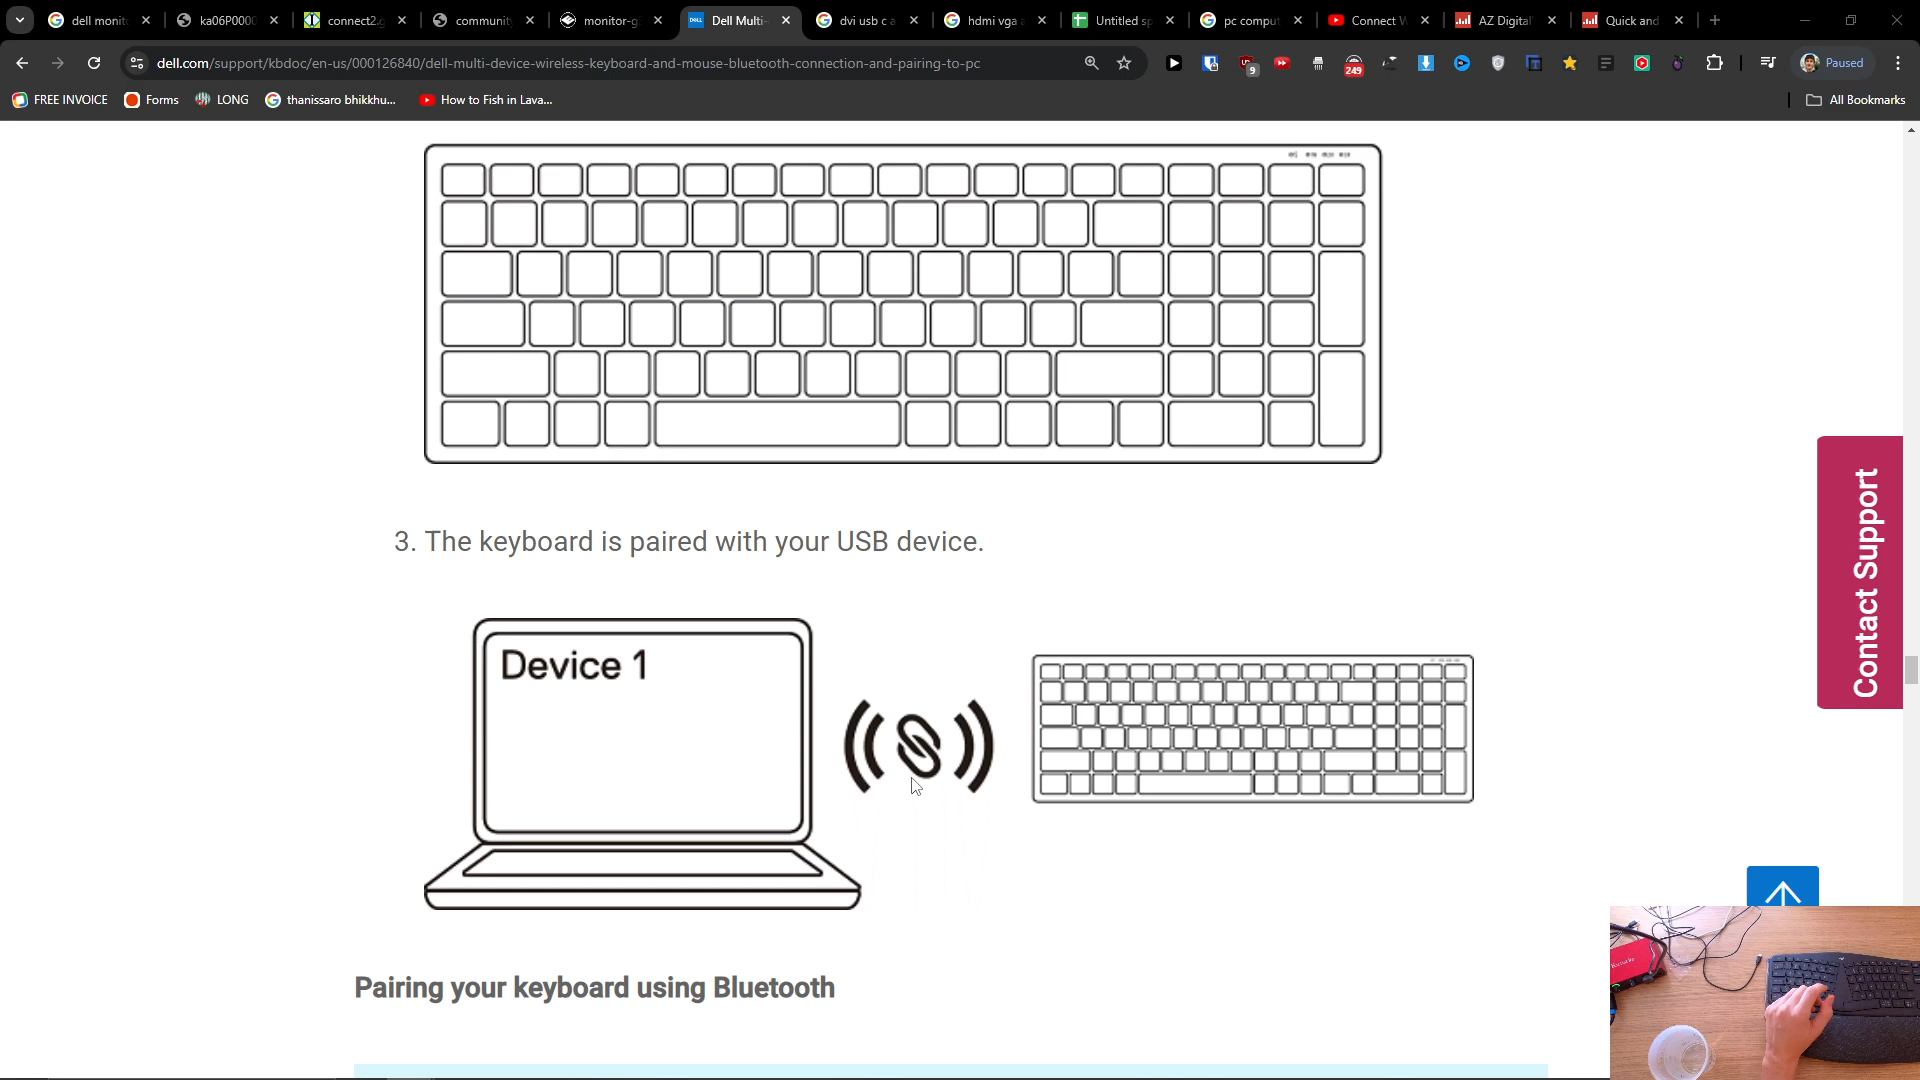 dell monit
ka06P0000
connect2.g
communit
monitor-g
Dell Multi-
dvi usb c a
hdmi vga a
Untitled sp
pc comput
Connect W
AZ Digital
Quick and
dell.com/support/kbdoc/en-us/000126840/dell-multi-device-wireless-keyboard-and-mouse-bluetooth-connection-and-pairing-to-pc
9
249
Paused
FREE INVOICE
Forms
LONG
thanissaro bhikkhu...
How to Fish in Lava...
All Bookmarks
3. The keyboard is paired with your USB device.
Device 1
Contact Support
Pairing your keyboard using Bluetooth